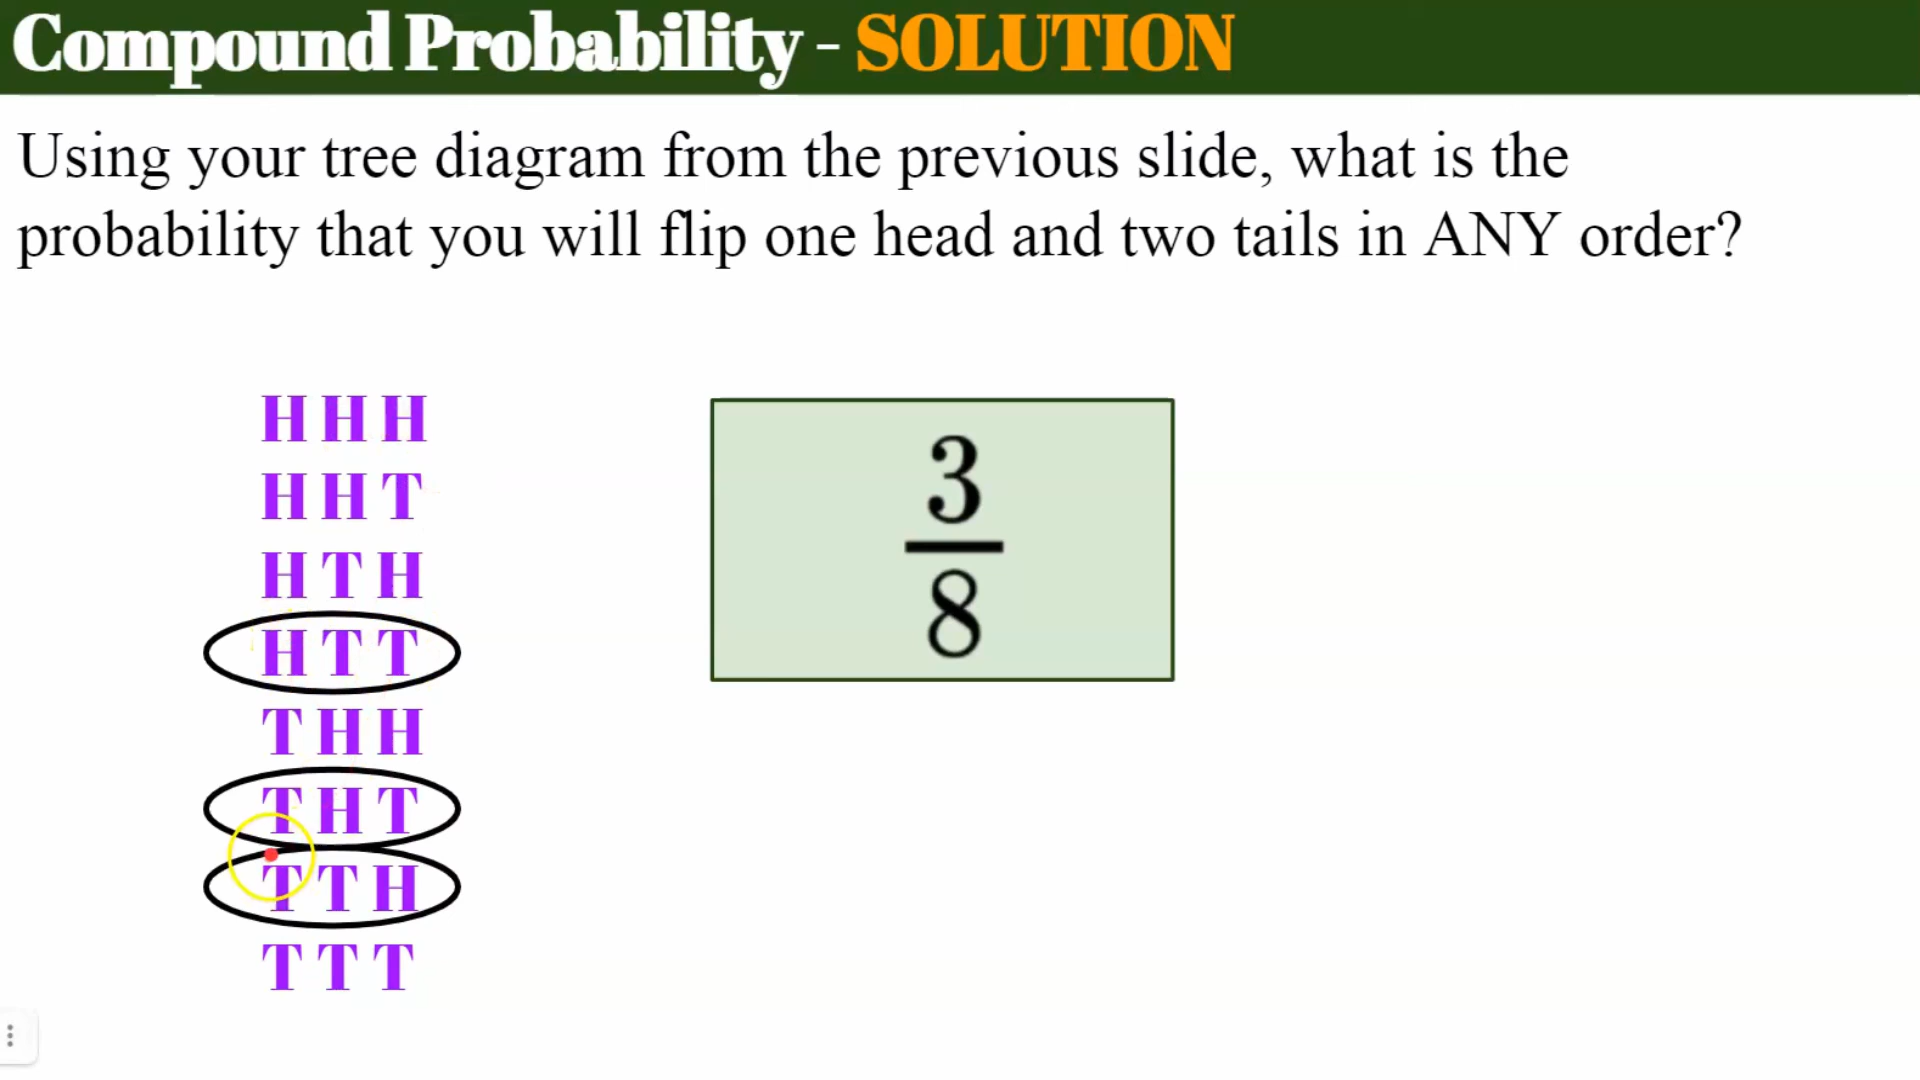 Compound Probability - SOLUTION
Using your tree diagram from the previous slide, what is the
probability that you will flip one head and two tails in ANY order?
H H H
H H T
H T H
H T T
T H H
T H T
T T H
T T T
3
8